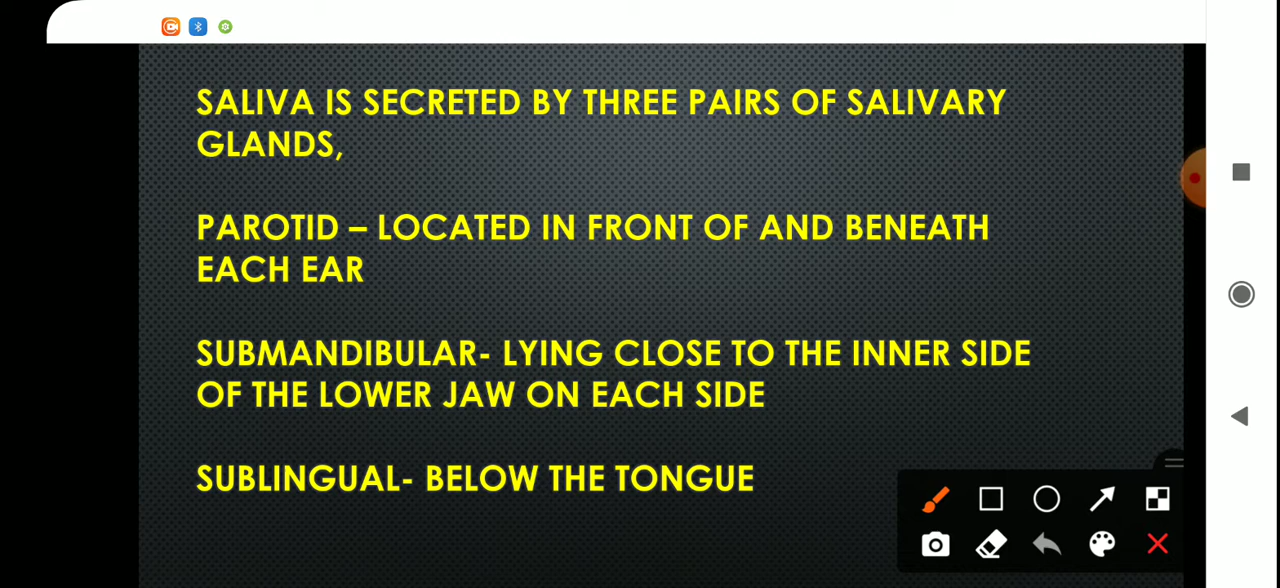 SALIVA IS SECRETED BY THREE PAIRS OF SALIVARY
GLANDS,
PAROTID – LOCATED IN FRONT OF AND BENEATH
EACH EAR
SUBMANDIBULAR- LYING CLOSE TO THE INNER SIDE
OF THE LOWER JAW ON EACH SIDE
SUBLINGUAL- BELOW THE TONGUE